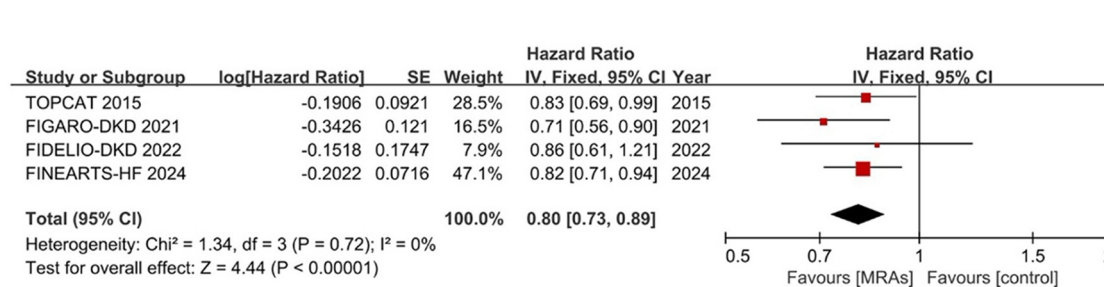 Hazard Ratio Hazard Ratio
Study or Subgroup log[Hazard Ratio] SE Weight IV, Fixed, 95% CI Year IV, Fixed, 95% CI
TOPCAT 2015 -0.1906 0.0921 28.5% 0.83 [0.69, 0.99] 2015
FIGARO-DKD 2021 -0.3426 0.121 16.5% 0.71 [0.56, 0.90] 2021
FIDELIO-DKD 2022 -0.1518 0.1747 7.9% 0.86 [0.61, 1.21] 2022
FINEARTS-HF 2024 -0.2022 0.0716 47.1% 0.82 [0.71, 0.94] 2024
Total (95% CI) 100.0% 0.80 [0.73, 0.89]
Heterogeneity: Chi² = 1.34, df = 3 (P = 0.72); I² = 0%
Test for overall effect: Z = 4.44 (P < 0.00001)
0.5 0.7 1 1.5
Favours [MRAs] Favours [control]